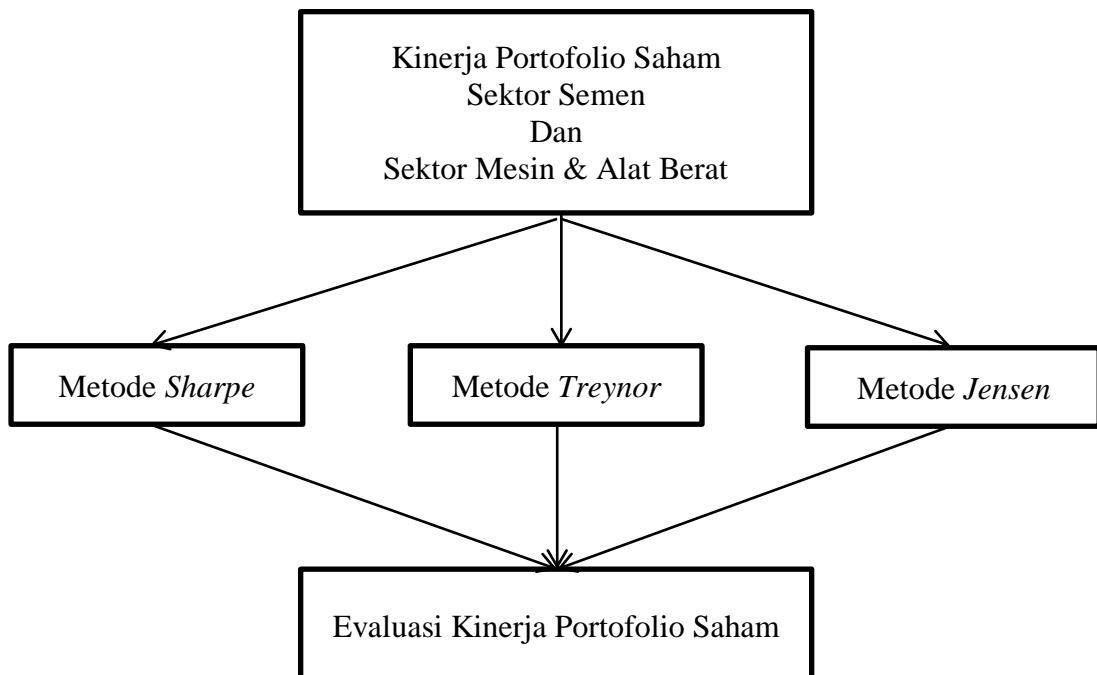 Kinerja Portofolio Saham
Sektor Semen
Dan
Sektor Mesin & Alat Berat
Metode Sharpe
Metode Treynor
Metode Jensen
Evaluasi Kinerja Portofolio Saham